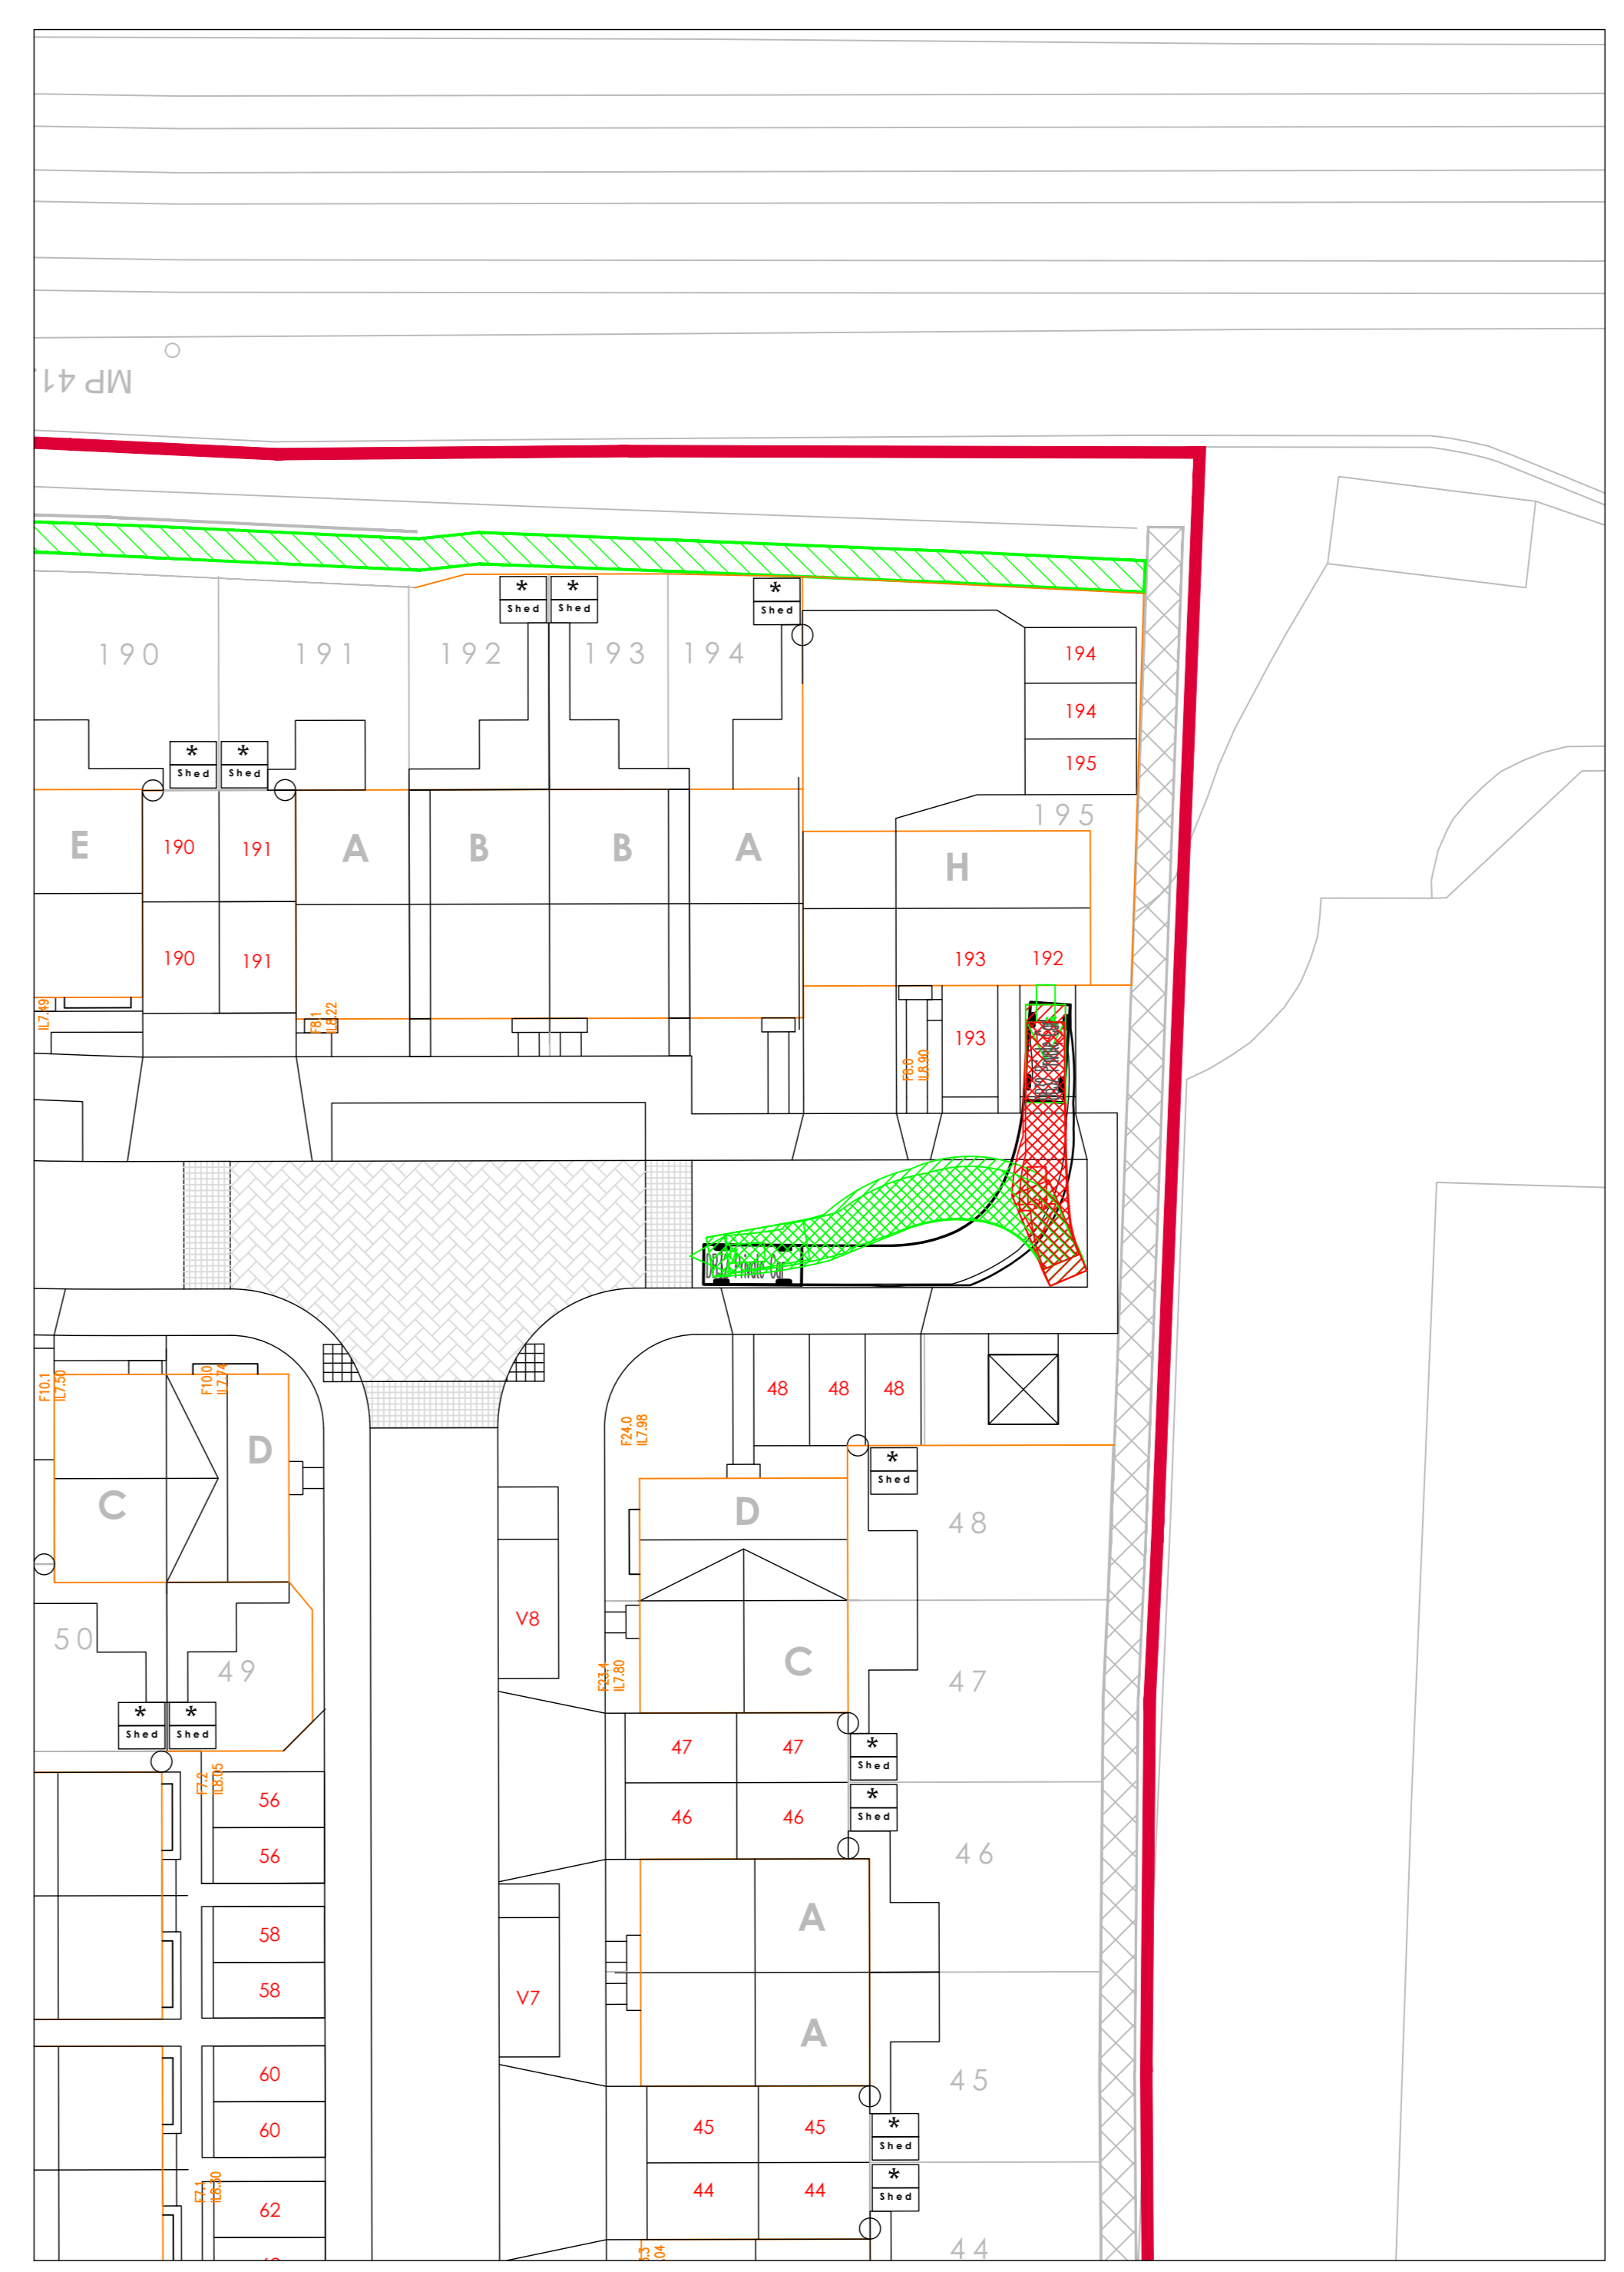 MP 41
*
Shed
*
Shed
*
Shed
190
191
192
193
194
194
194
195
195
*
Shed
*
Shed
E
190
191
A
B
B
A
H
190
191
193
192
193
IL7.49
F8.1
IL8.22
F8.0
IL8.90
F10.1
IL7.50
F10.0
IL7.74
D
C
48
48
48
F24.0
IL7.98
*
Shed
D
48
V8
C
F23.4
IL7.80
47
50
49
*
Shed
*
Shed
47
47
*
Shed
46
46
*
Shed
46
F7.2
IL8.05
56
56
58
58
A
A
V7
45
60
60
45
45
*
Shed
44
44
*
Shed
F7.1
IL8.30
62
44